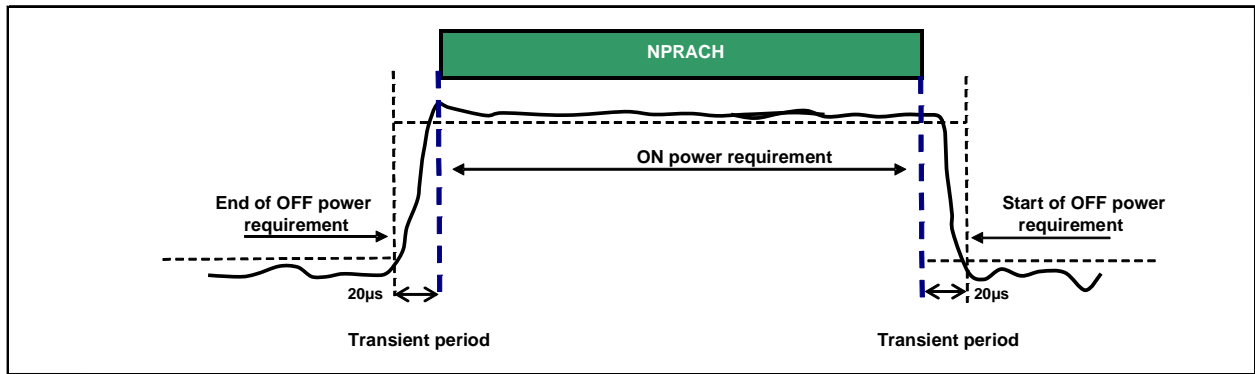 NPRACH
ON power requirement
End of OFF power
requirement
Start of OFF power
requirement
20µs
20µs
Transient period
Transient period